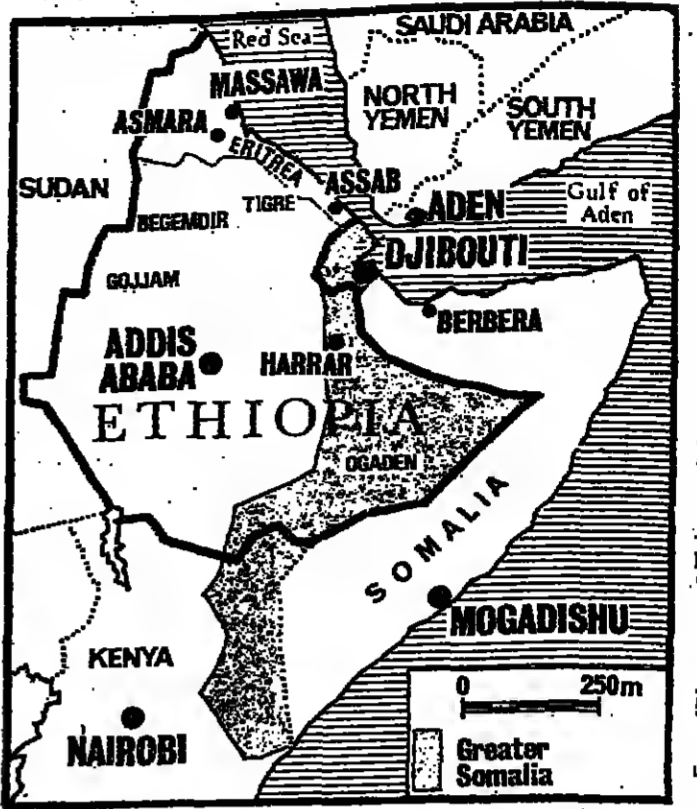 SAUDI ARABIA
Red Sea
MASSAWA
NORTH
YEMEN
SOUTH
YEMEN
ASMARA
ERITREA
SUDAN
ASSAB
TIGRE
BEGEMDIR
ADEN
Gulf of
Aden
DJIBOUTI
GOJJAM
BERBERA
ADDIS
ABABA
HARRAR
ETHIOPIA
OGADEN
SOMALIA
MOGADISHU
KENYA
NAIROBI
0 250m
Greater
Somalia